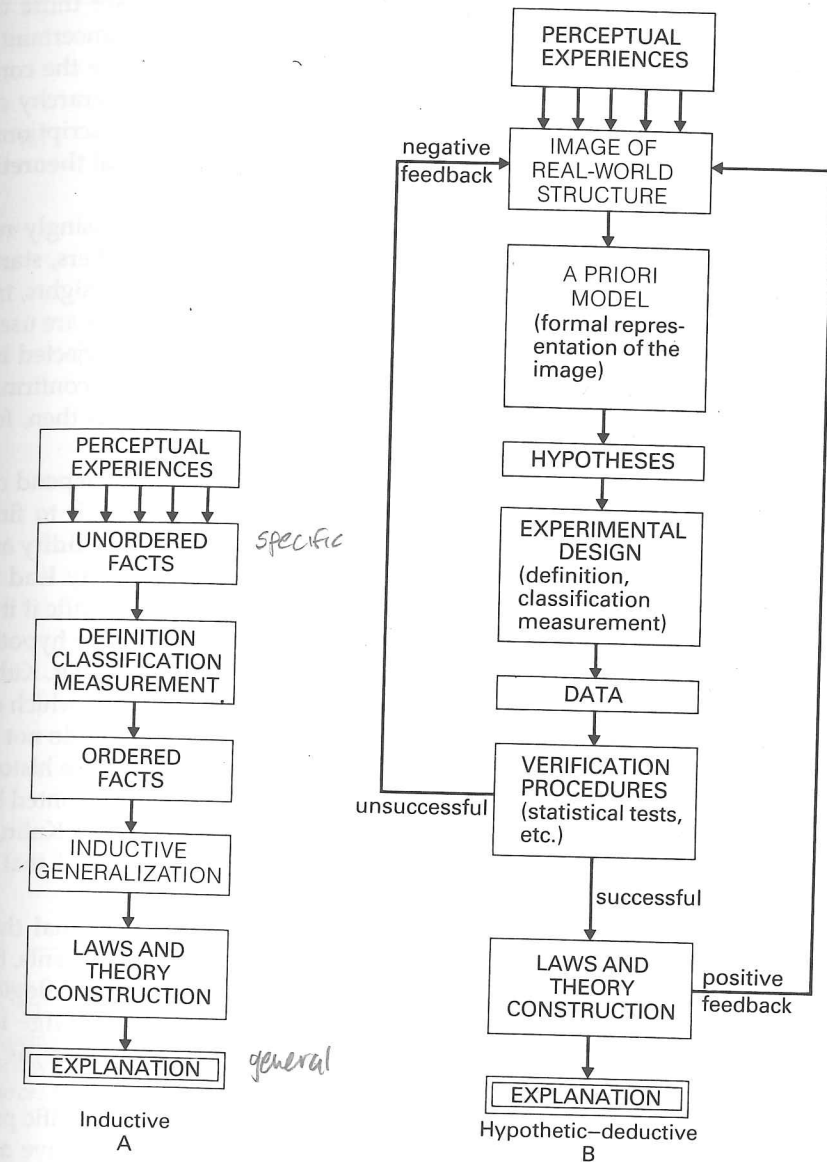 PERCEPTUAL
EXPERIENCES
UNORDERED
FACTS
specific
DEFINITION
CLASSIFICATION
MEASUREMENT
ORDERED
FACTS
INDUCTIVE
GENERALIZATION
LAWS AND
THEORY
CONSTRUCTION
EXPLANATION
general
Inductive
A
PERCEPTUAL
EXPERIENCES
negative
feedback
IMAGE OF
REAL-WORLD
STRUCTURE
A PRIORI
MODEL
(formal repres-
entation of the
image)
HYPOTHESES
EXPERIMENTAL
DESIGN
(definition,
classification
measurement)
DATA
VERIFICATION
PROCEDURES
(statistical tests,
etc.)
unsuccessful
successful
LAWS AND
THEORY
CONSTRUCTION
positive
feedback
EXPLANATION
Hypothetic–deductive
B